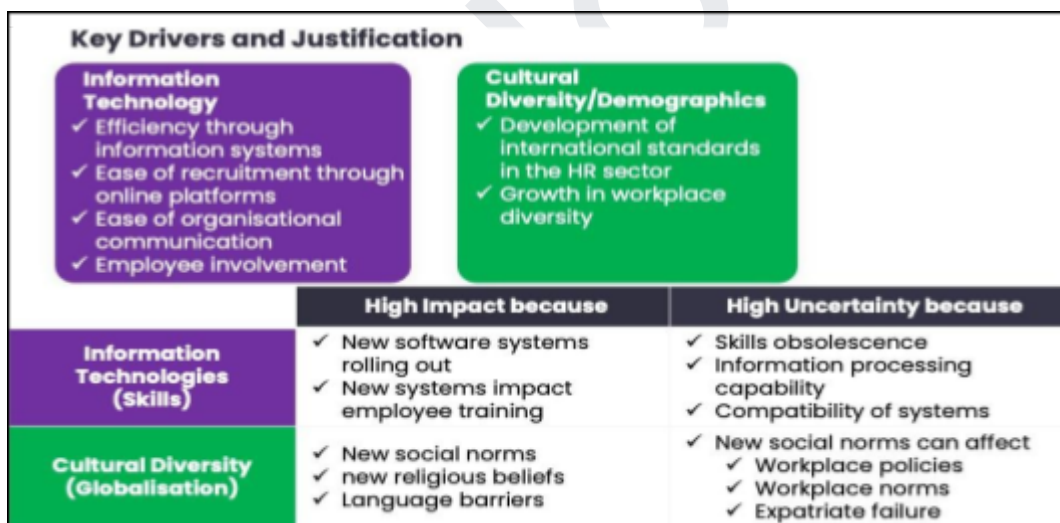 Key Drivers and Justification
Information
Technology
✓ Efficiency through
information systems
✓ Ease of recruitment through
online platforms
✓ Ease of organisational
communication
✓ Employee involvement
Cultural
Diversity/Demographics
✓ Development of
international standards
in the HR sector
✓ Growth in workplace
diversity
High Impact because
High Uncertainty because
Information
Technologies
(Skills)
✓ New software systems
rolling out
✓ New systems impact
employee training
✓ Skills obsolescence
✓ Information processing
capability
✓ Compatibility of systems
Cultural Diversity
(Globalisation)
✓ New social norms
✓ new religious beliefs
✓ Language barriers
✓ New social norms can affect
✓ Workplace policies
✓ Workplace norms
✓ Expatriate failure